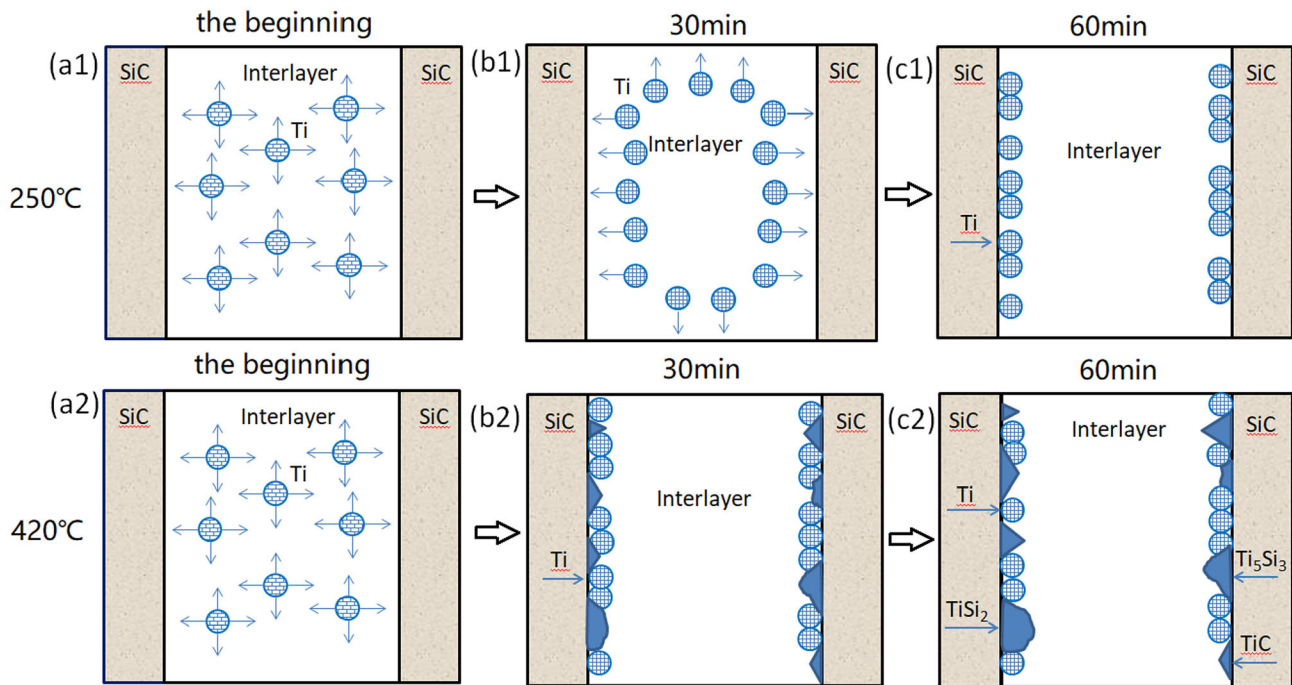 the beginning
30min
60min
(a1)
SiC
Interlayer
SiC
Ti
(b1)
SiC
Ti
Interlayer
SiC
(c1)
SiC
Interlayer
SiC
Ti
250℃
the beginning
30min
60min
(a2)
SiC
Interlayer
SiC
Ti
(b2)
SiC
Interlayer
SiC
Ti
(c2)
SiC
Interlayer
SiC
Ti
Ti₅Si₃
TiSi₂
TiC
420℃